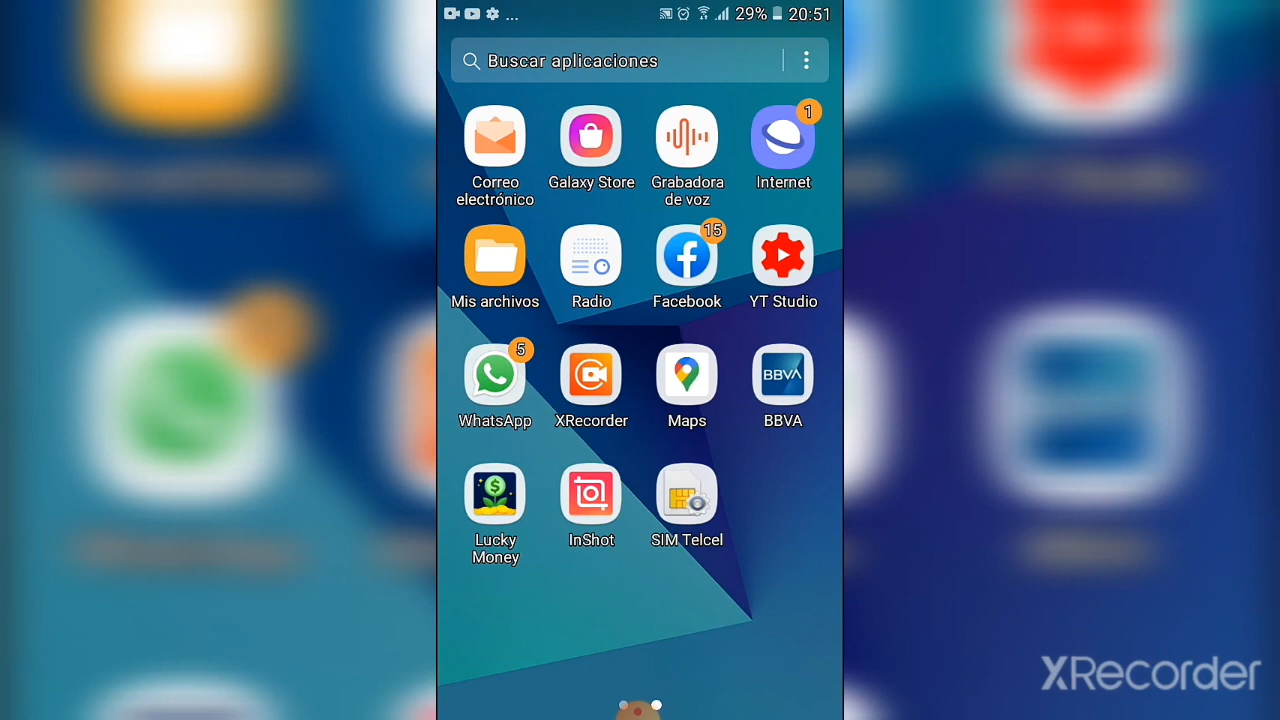 ... 29% 20:51
Buscar aplicaciones
1
Correo
electrónico
Galaxy Store
Grabadora
de voz
Internet
15
Mis archivos
Radio
Facebook
YT Studio
5
BBVA
WhatsApp
XRecorder
Maps
BBVA
Lucky
Money
InShot
SIM Telcel
XRecorder